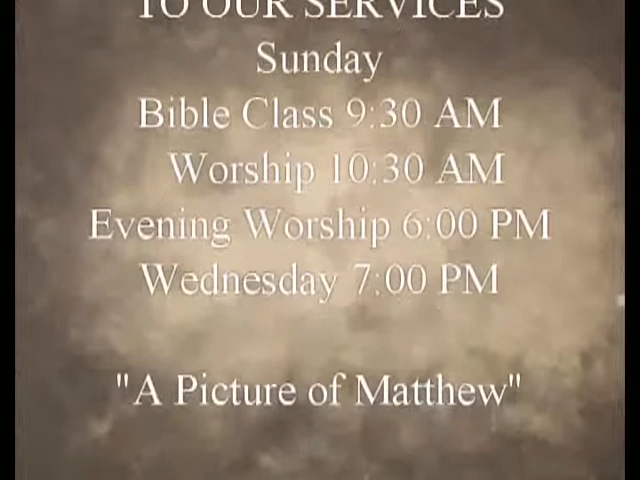 TO OUR SERVICES
Sunday
Bible Class 9:30 AM
Worship 10:30 AM
Evening Worship 6:00 PM
Wednesday 7:00 PM
"A Picture of Matthew"